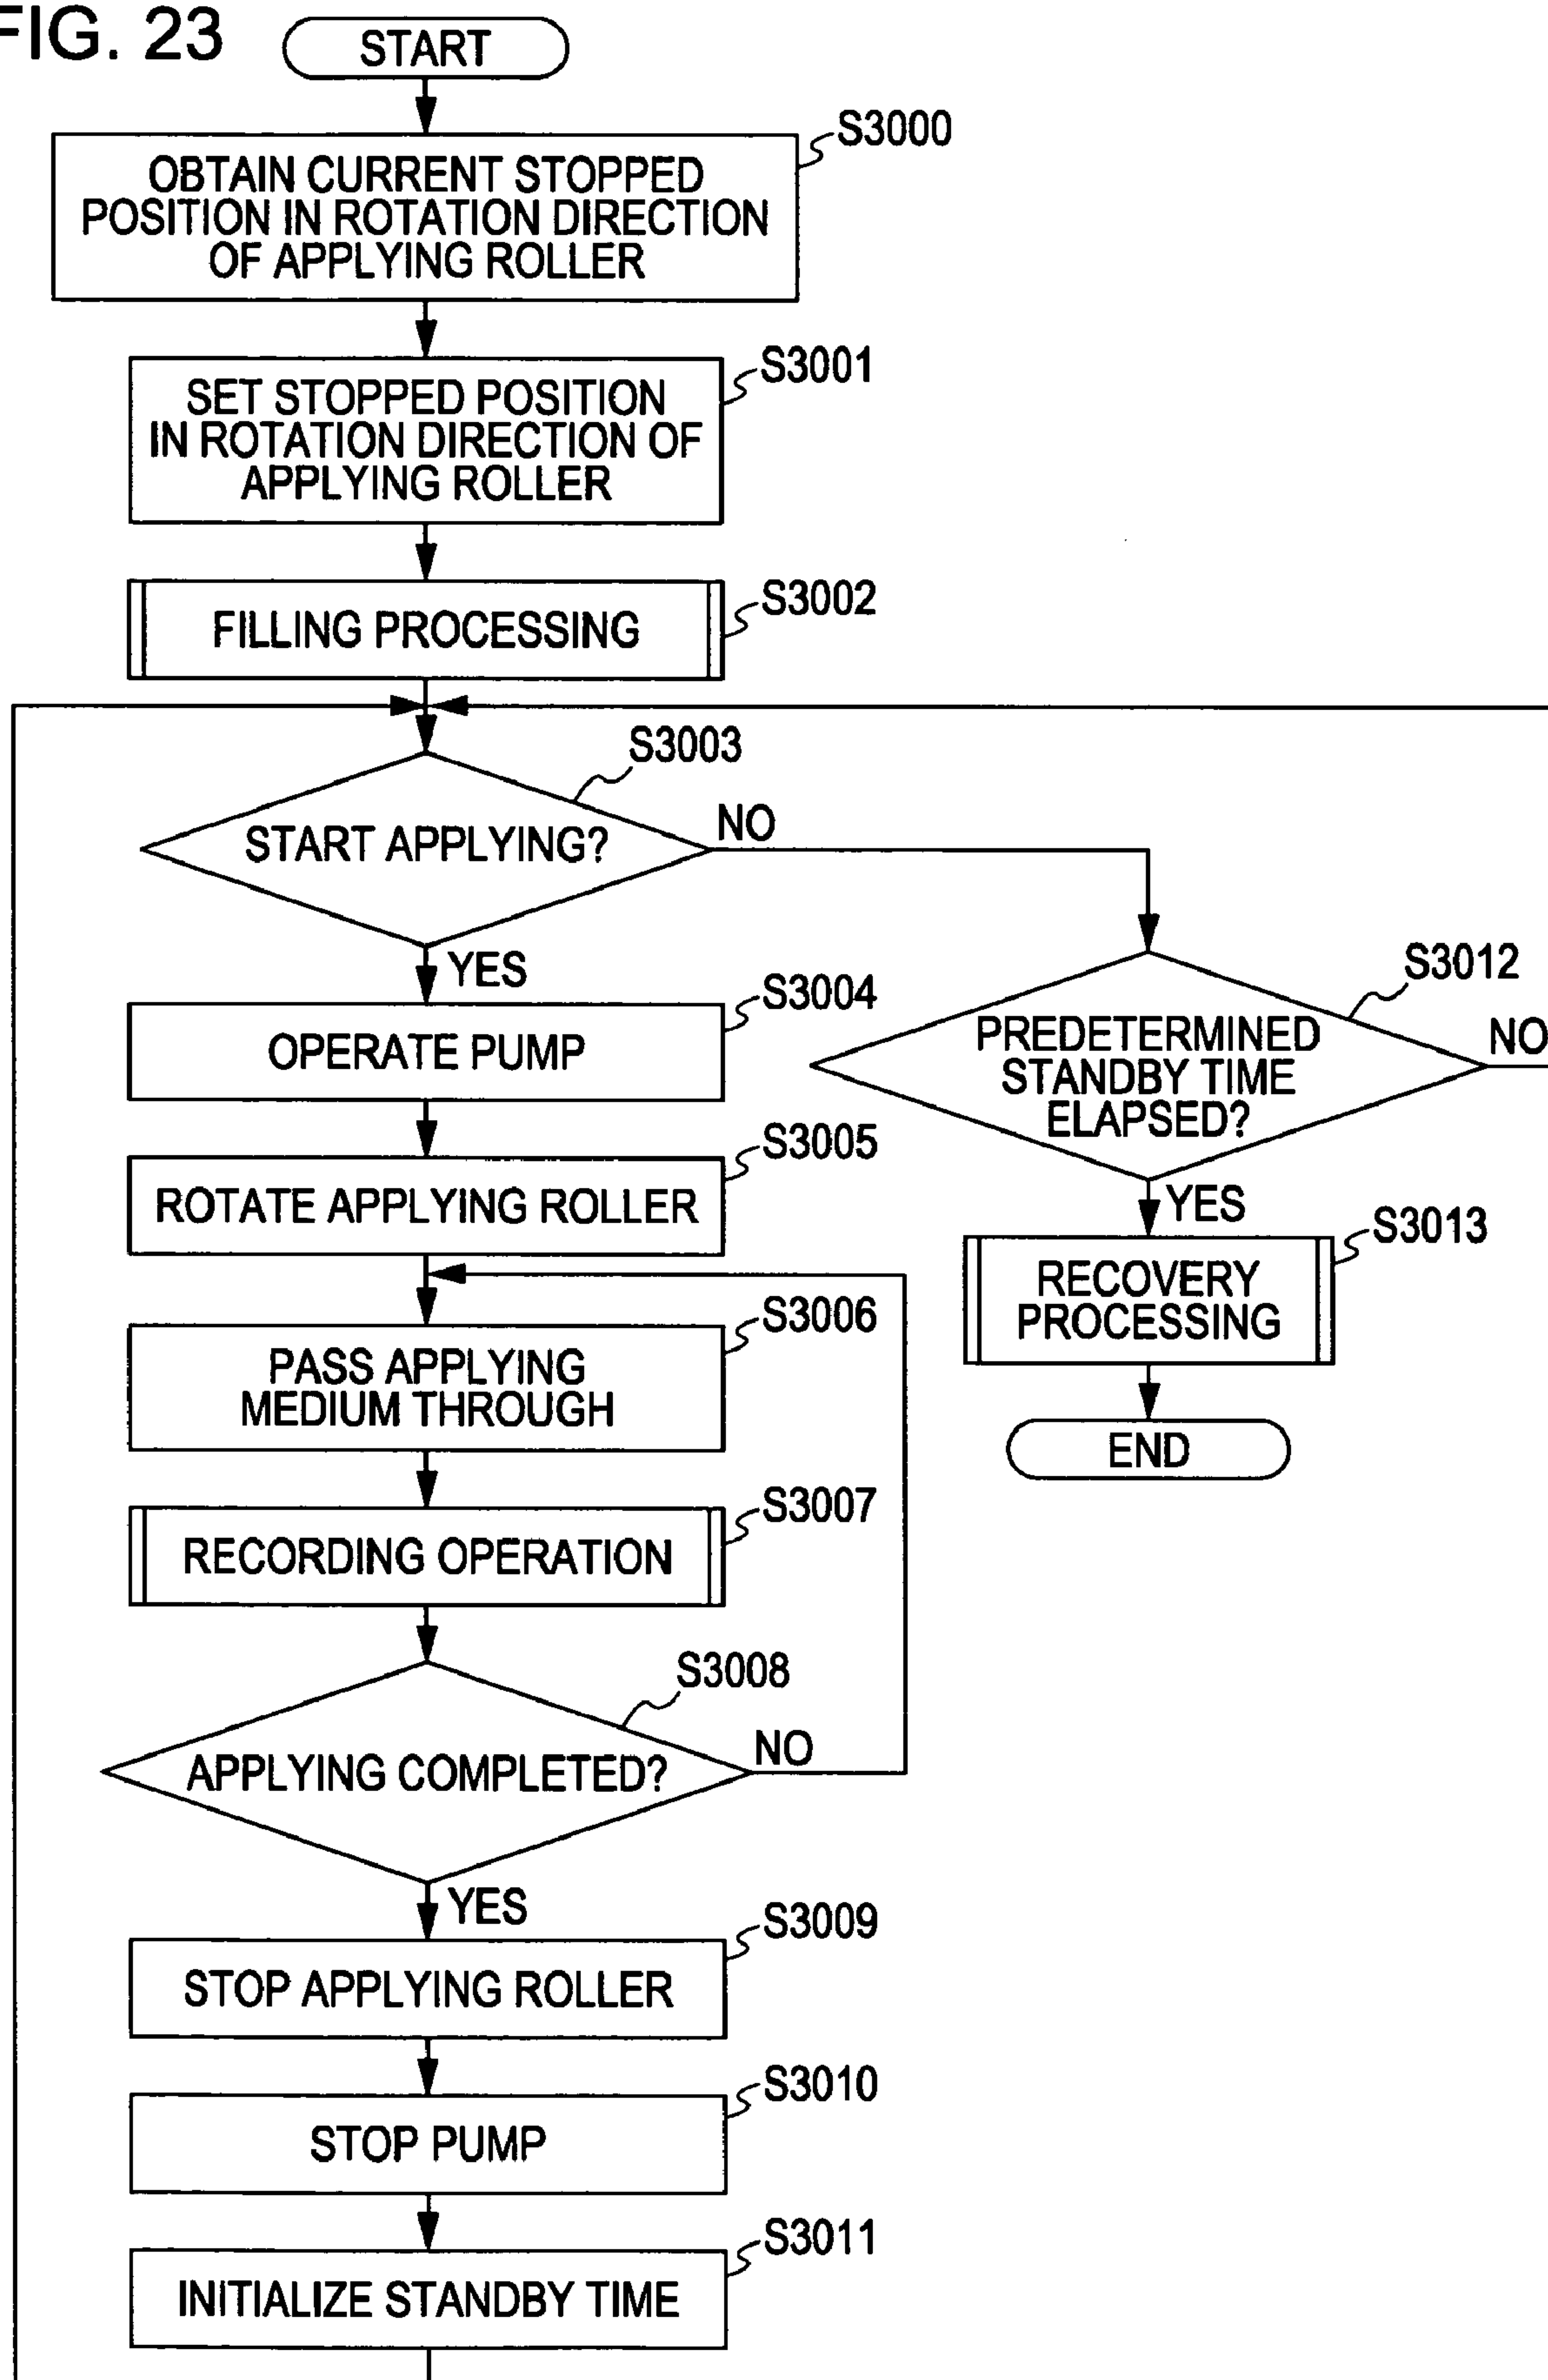 FIG. 23
START
S3000
OBTAIN CURRENT STOPPED
POSITION IN ROTATION DIRECTION
OF APPLYING ROLLER
S3001
SET STOPPED POSITION
IN ROTATION DIRECTION OF
APPLYING ROLLER
S3002
FILLING PROCESSING
S3003
START APPLYING?
NO
YES
S3004
OPERATE PUMP
S3005
ROTATE APPLYING ROLLER
S3006
PASS APPLYING
MEDIUM THROUGH
S3007
RECORDING OPERATION
S3008
APPLYING COMPLETED?
NO
YES
S3009
STOP APPLYING ROLLER
S3010
STOP PUMP
S3011
INITIALIZE STANDBY TIME
S3012
PREDETERMINED
STANDBY TIME
ELAPSED?
NO
YES
S3013
RECOVERY
PROCESSING
END